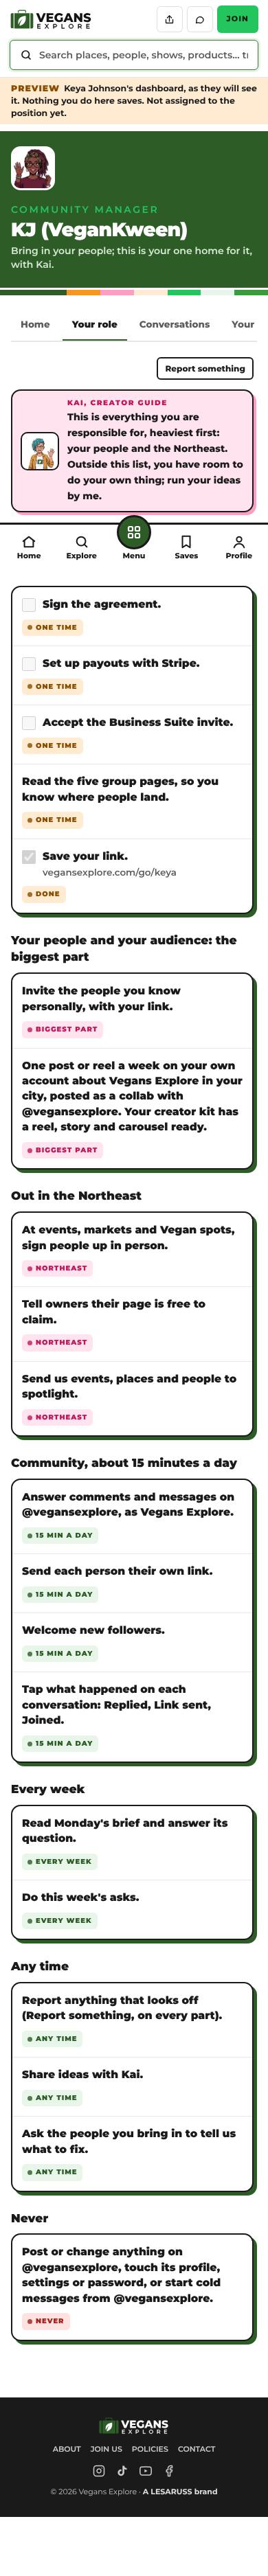 VEGANS
EXPLORE
JOIN
Search places, people, shows, products... tr
PREVIEW Keya Johnson's dashboard, as they will see
it. Nothing you do here saves. Not assigned to the
position yet.
COMMUNITY MANAGER
KJ (VeganKween)
Bring in your people; this is your one home for it,
with Kai.
Home
Your role
Conversations
Your
Report something
KAI, CREATOR GUIDE
This is everything you are
responsible for, heaviest first:
your people and the Northeast.
Outside this list, you have room to
do your own thing; run your ideas
by me.
Home
Explore
Menu
Saves
Profile
Sign the agreement.
ONE TIME
Set up payouts with Stripe.
ONE TIME
Accept the Business Suite invite.
ONE TIME
Read the five group pages, so you
know where people land.
ONE TIME
Save your link.
vegansexplore.com/go/keya
DONE
Your people and your audience: the
biggest part
Invite the people you know
personally, with your link.
BIGGEST PART
One post or reel a week on your own
account about Vegans Explore in your
city, posted as a collab with
@vegansexplore. Your creator kit has
a reel, story and carousel ready.
BIGGEST PART
Out in the Northeast
At events, markets and Vegan spots,
sign people up in person.
NORTHEAST
Tell owners their page is free to
claim.
NORTHEAST
Send us events, places and people to
spotlight.
NORTHEAST
Community, about 15 minutes a day
Answer comments and messages on
@vegansexplore, as Vegans Explore.
15 MIN A DAY
Send each person their own link.
15 MIN A DAY
Welcome new followers.
15 MIN A DAY
Tap what happened on each
conversation: Replied, Link sent,
Joined.
15 MIN A DAY
Every week
Read Monday's brief and answer its
question.
EVERY WEEK
Do this week's asks.
EVERY WEEK
Any time
Report anything that looks off
(Report something, on every part).
ANY TIME
Share ideas with Kai.
ANY TIME
Ask the people you bring in to tell us
what to fix.
ANY TIME
Never
Post or change anything on
@vegansexplore, touch its profile,
settings or password, or start cold
messages from @vegansexplore.
NEVER
VEGANS
EXPLORE
ABOUT
JOIN US
POLICIES
CONTACT
© 2026 Vegans Explore · A LESARUSS brand